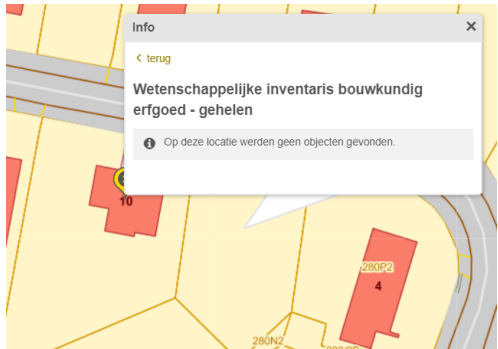 Info
×
< terug
Wetenschappelijke inventaris bouwkundig
erfgoed - gehelen
Op deze locatie werden geen objecten gevonden.
10
280P2
4
280N2